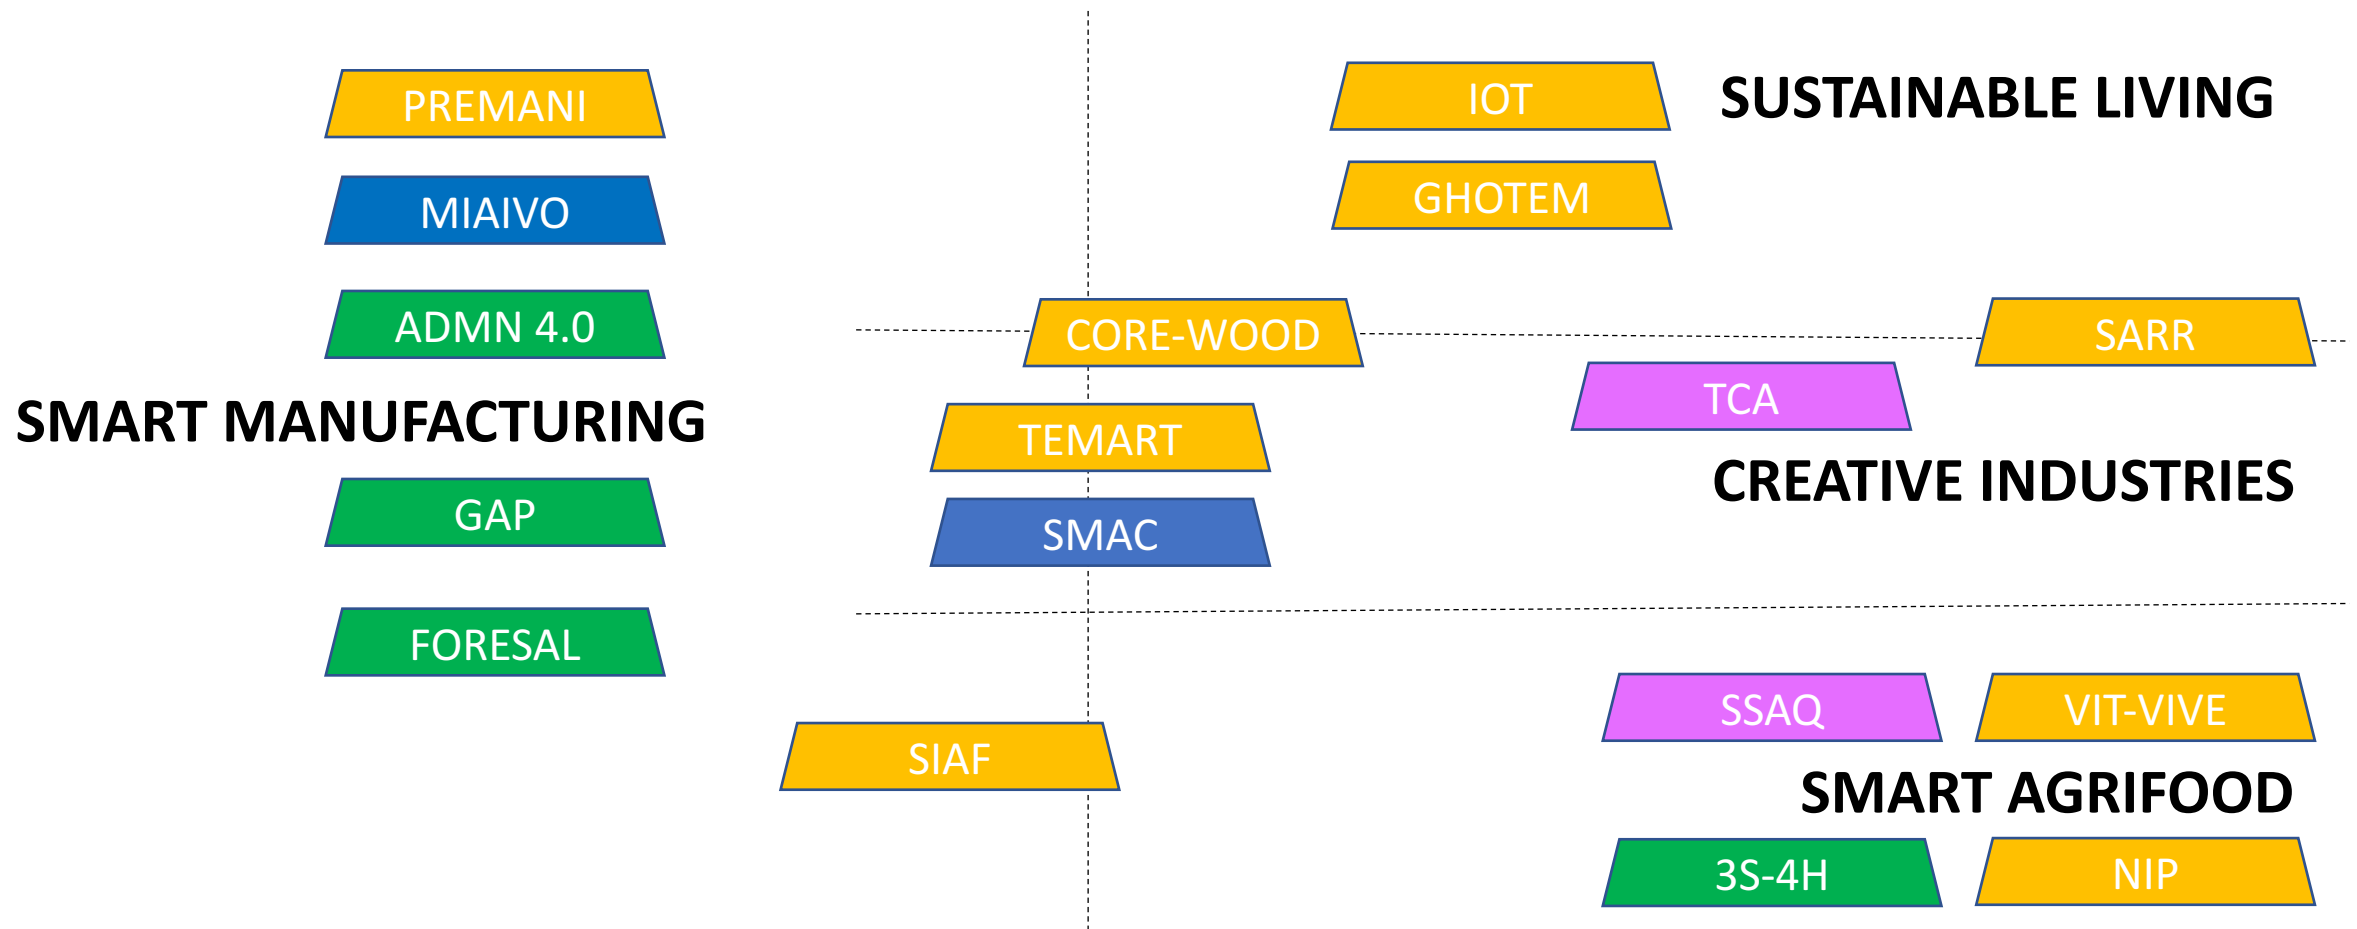 PREMANI
MIAIVO
ADMN 4.0
SMART MANUFACTURING
GAP
FORESAL
SIAF
CORE-WOOD
TEMART
SMAC
IOT
SUSTAINABLE LIVING
GHOTEM
SARR
TCA
CREATIVE INDUSTRIES
SSAQ
VIT-VIVE
SMART AGRIFOOD
3S-4H
NIP